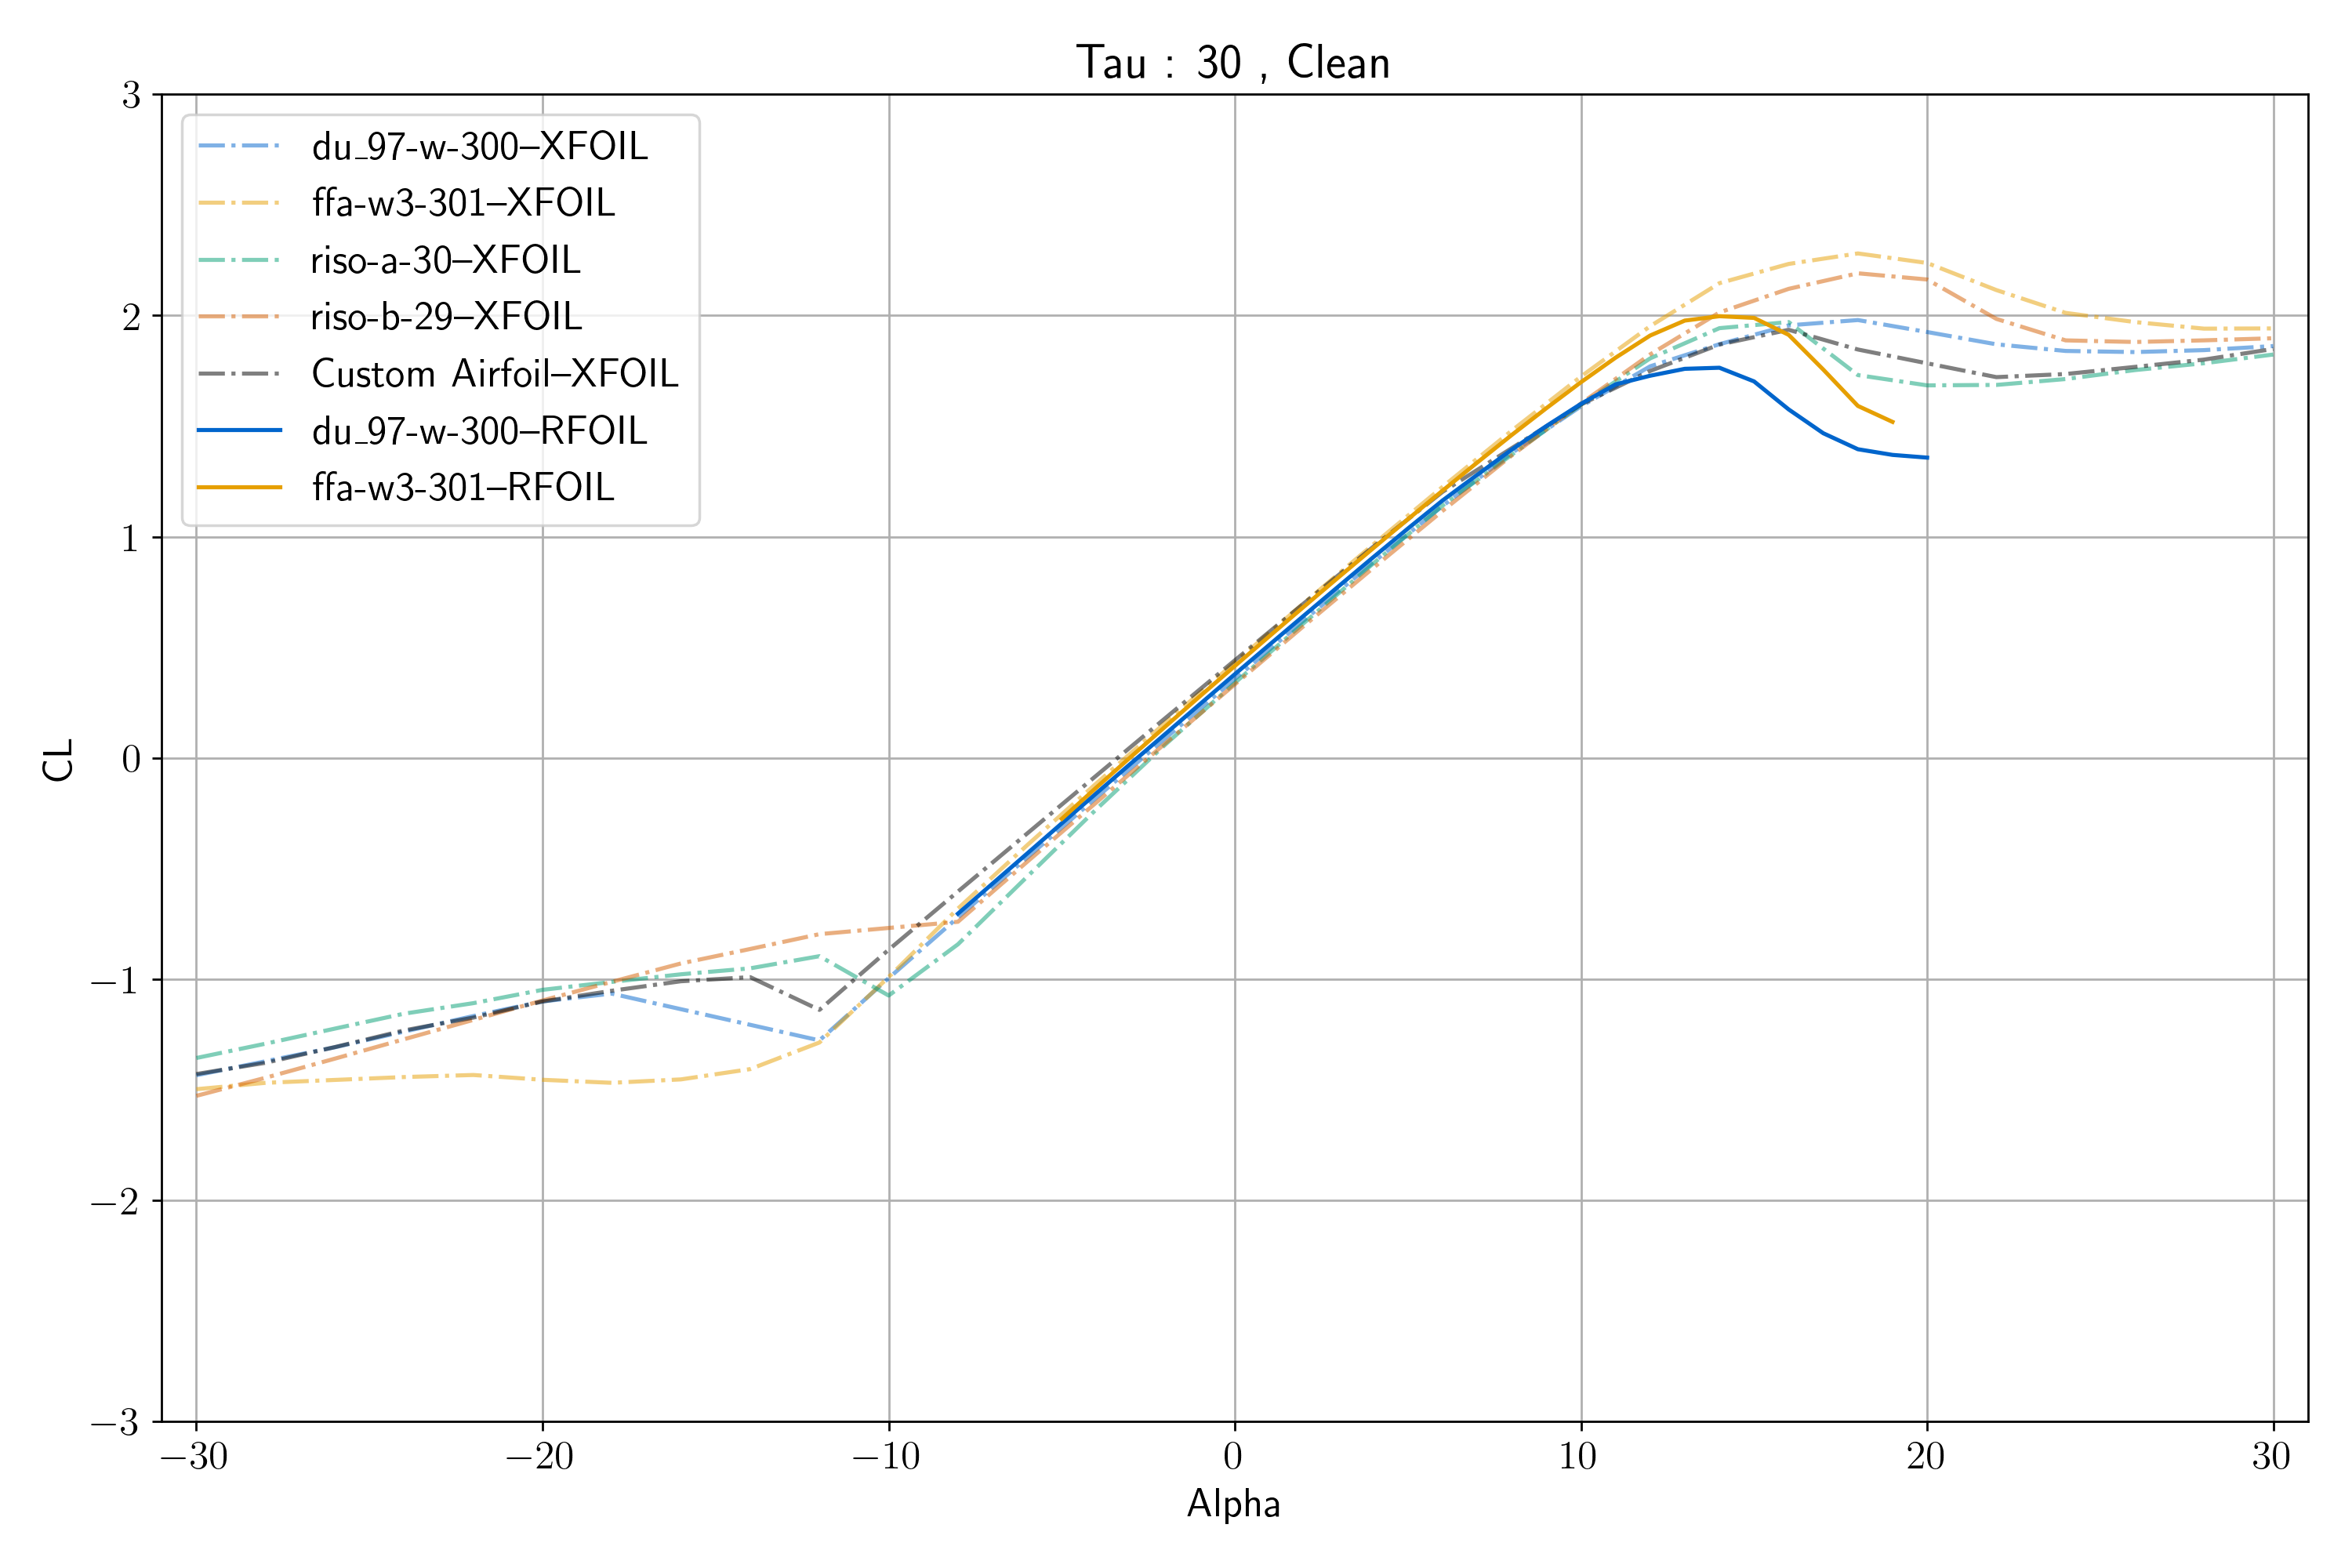 Tau : 30 , Clean
3
2
1
0
−1
−2
−3
CL
du_97-w-300–XFOIL
ffa-w3-301–XFOIL
riso-a-30–XFOIL
riso-b-29–XFOIL
Custom Airfoil–XFOIL
du_97-w-300–RFOIL
ffa-w3-301–RFOIL
−30 −20 −10 0 10 20 30
Alpha